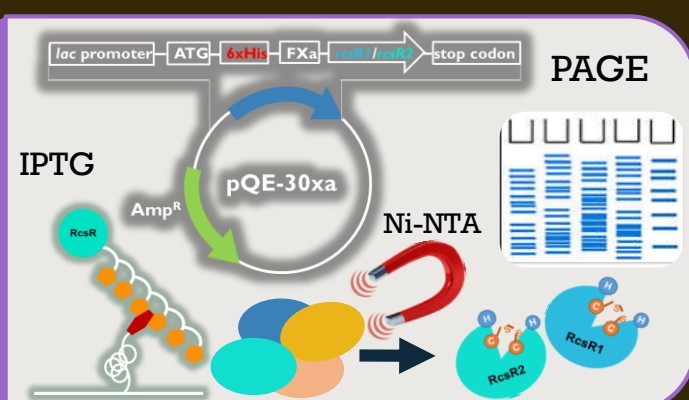 lac promoter ATG 6xHis FXa rcsR1/rcsR2 stop codon
PAGE
IPTG
pQE-30xa
AmpR
Ni-NTA
RcsR
H
C
C
H
RcsR1
H
C
C
H
RcsR2